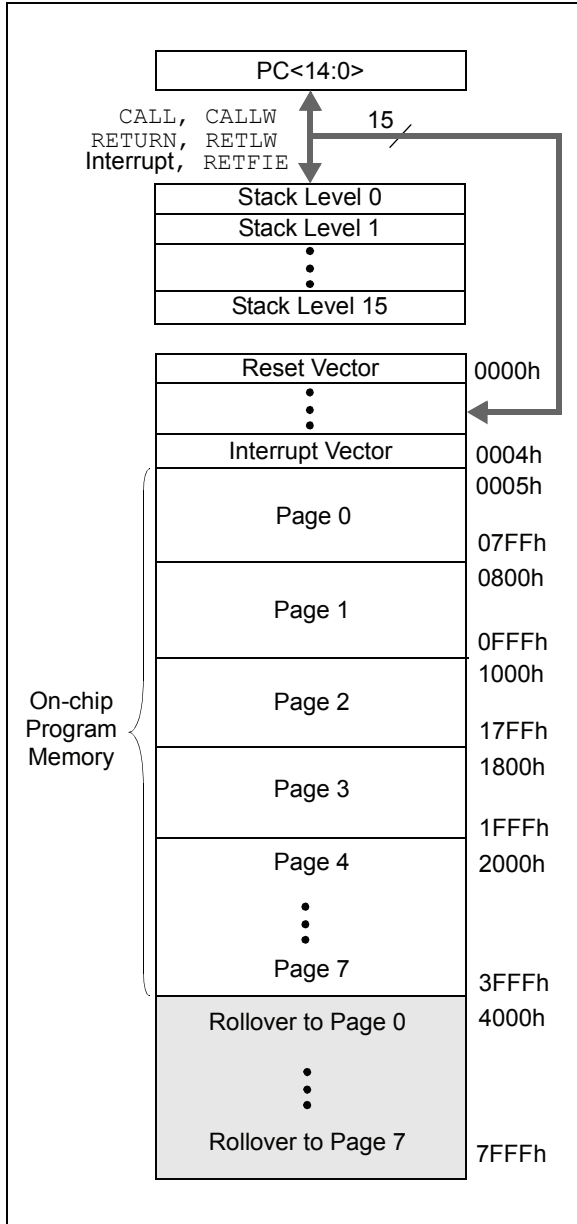 PC<14:0>
CALL, CALLW
15
RETURN, RETLW
Interrupt, RETFIE
Stack Level 0
Stack Level 1
Stack Level 15
Reset Vector
0000h
Interrupt Vector
0004h
0005h
Page 0
07FFh
0800h
Page 1
0FFFh
1000h
On-chip
Program
Memory
Page 2
17FFh
1800h
Page 3
1FFFh
Page 4
2000h
Page 7
3FFFh
Rollover to Page 0
4000h
Rollover to Page 7
7FFFh